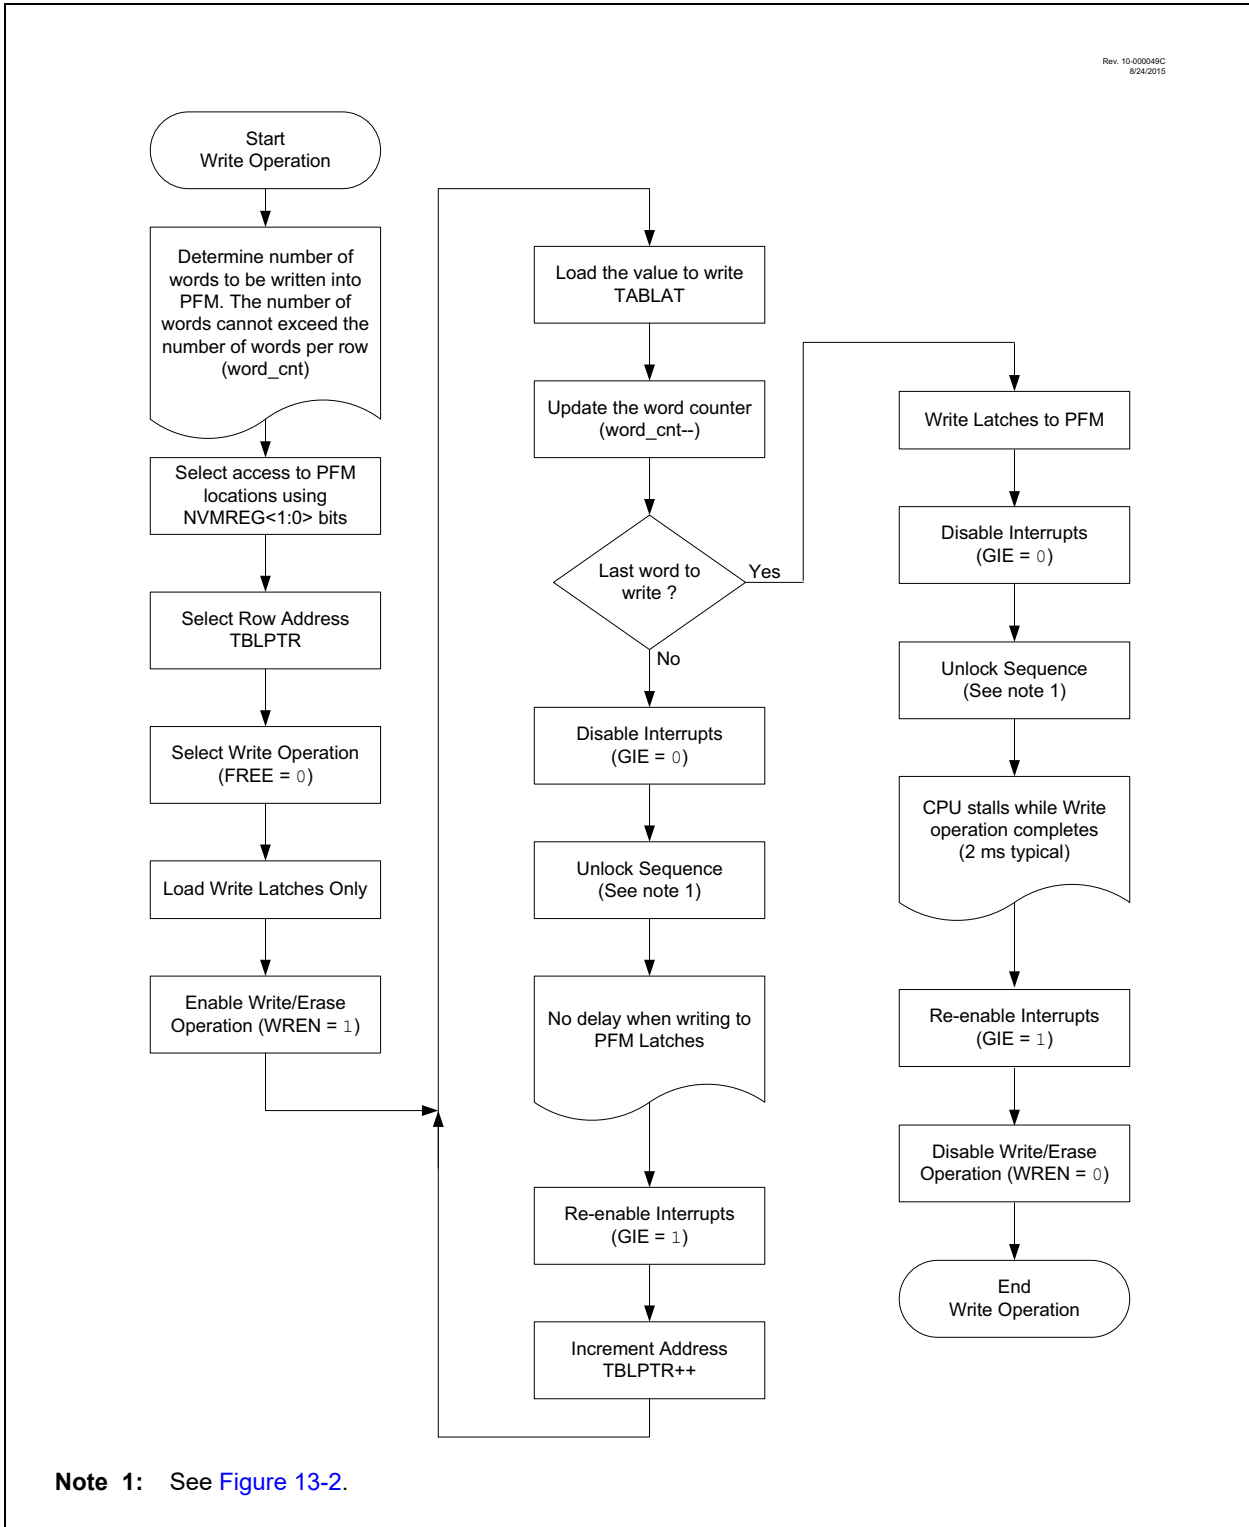 Rev. 10-000049C
8/24/2015
Start
Write Operation
Determine number of
words to be written into
PFM. The number of
words cannot exceed the
number of words per row
(word_cnt)
Select access to PFM
locations using
NVMREG<1:0> bits
Select Row Address
TBLPTR
Select Write Operation
(FREE = 0)
Load Write Latches Only
Enable Write/Erase
Operation (WREN = 1)
Load the value to write
TABLAT
Update the word counter
(word_cnt--)
Last word to
write ?
Yes
No
Disable Interrupts
(GIE = 0)
Unlock Sequence
(See note 1)
No delay when writing to
PFM Latches
Re-enable Interrupts
(GIE = 1)
Increment Address
TBLPTR++
Write Latches to PFM
Disable Interrupts
(GIE = 0)
Unlock Sequence
(See note 1)
CPU stalls while Write
operation completes
(2 ms typical)
Re-enable Interrupts
(GIE = 1)
Disable Write/Erase
Operation (WREN = 0)
End
Write Operation
Note 1: See Figure 13-2.